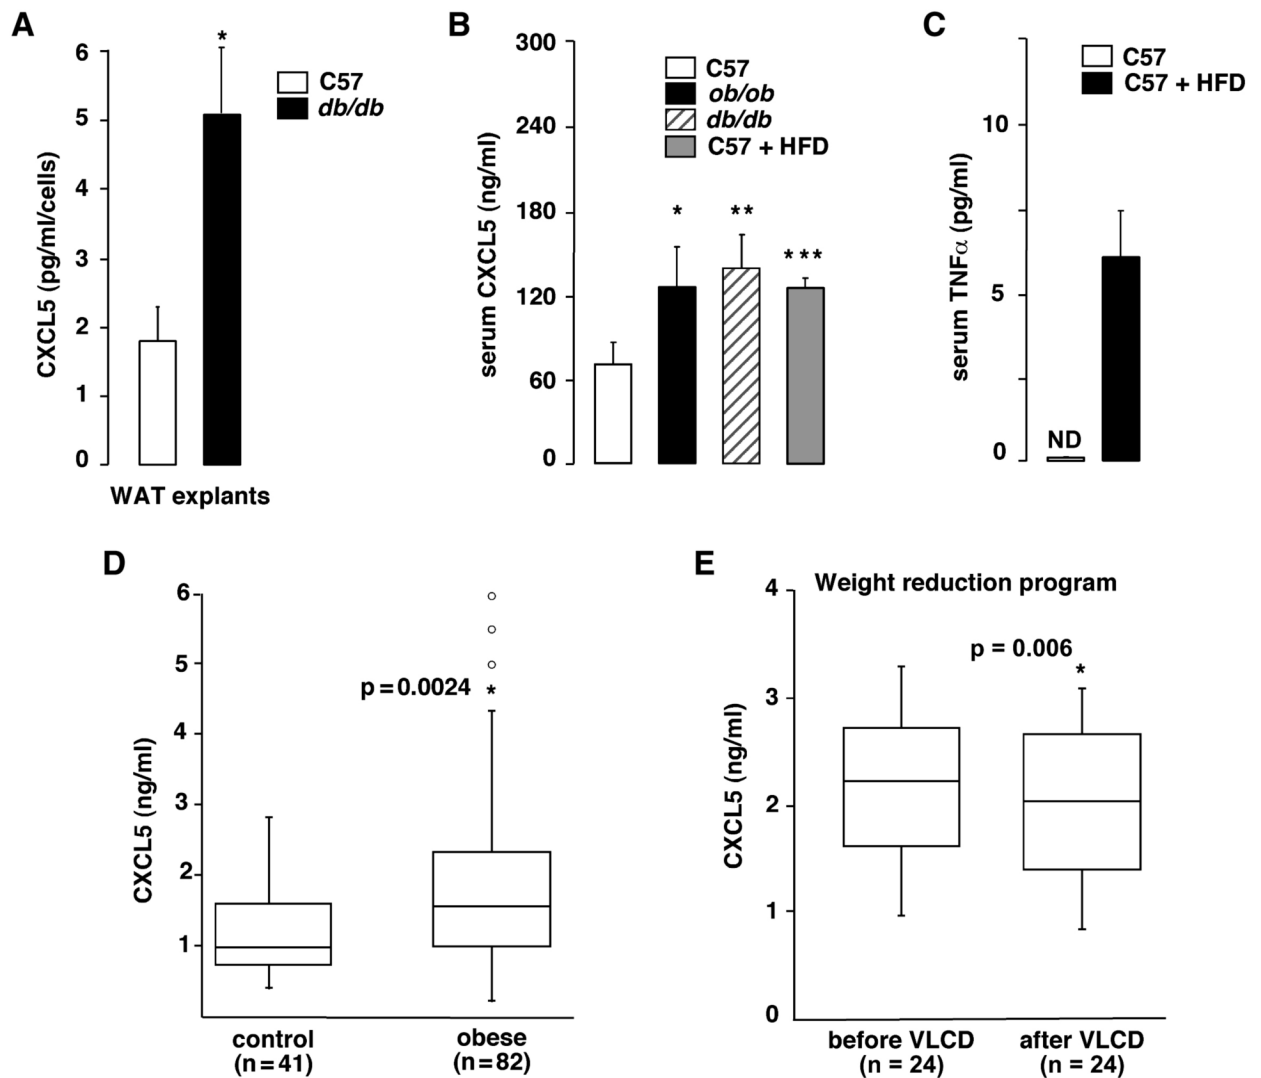 A
CXCL5 (pg/ml/cells)
6
5
4
3
2
1
0
*
C57
db/db
WAT explants
B
serum CXCL5 (ng/ml)
300
240
180
120
60
0
C57
ob/ob
db/db
C57 + HFD
*
**
***
C
serum TNFα (pg/ml)
10
5
0
C57
C57 + HFD
ND
D
CXCL5 (ng/ml)
6
5
4
3
2
1
p=0.0024 *
control
(n=41)
obese
(n=82)
E
Weight reduction program
CXCL5 (ng/ml)
4
3
2
1
0
p = 0.006
*
before VLCD
(n = 24)
after VLCD
(n = 24)